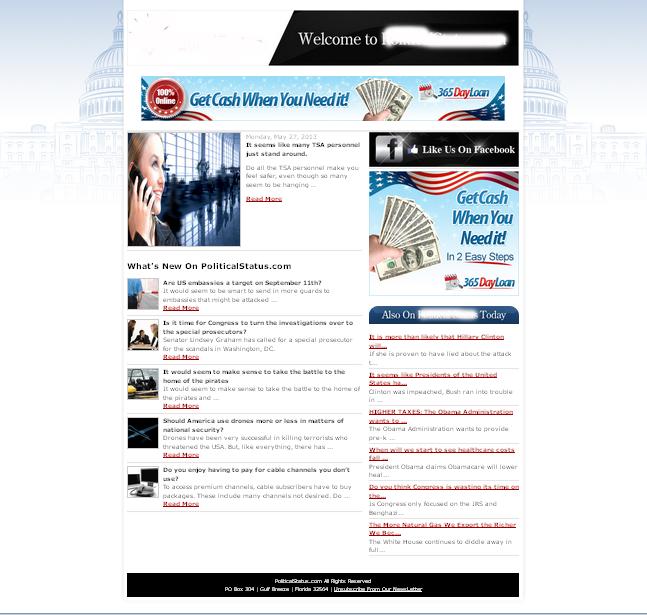 Welcome to
100%
Online
Get Cash When You Need it!
365DayLoan
Monday, May 27, 2013
It seems like many TSA personnel
just stand around.
Do all the TSA personnel make you
feel safer, even though so many
seem to be hanging ...
Read More
f Like Us On Facebook
Get Cash
When You
Need it!
In 2 Easy Steps
365DayLoan
What's New On PoliticalStatus.com
Are US embassies a target on September 11th?
It would seem to be smart to send in more guards to
embassies that might be attacked ...
Read More
Is it time for Congress to turn the investigations over to
the special prosecutors?
Senator Lindsey Graham has called for a special prosecutor
for the scandals in Washington, DC.
Read More
It would seem to make sense to take the battle to the
home of the pirates
It would seem to make sense to take the battle to the home of
the pirates and ...
Read More
Should America use drones more or less in matters of
national security?
Drones have been very successful in killing terrorists who
threatened the USA. But, like everything, there has ...
Read More
Do you enjoy having to pay for cable channels you don't
use?
To access premium channels, cable subscribers have to buy
packages. These include many channels not desired. Do ...
Read More
Also On Today
It is more than likely that Hillary Clinton
will...
If she is proven to have lied about the attack
t...
It seems like Presidents of the United
States ha...
Clinton was impeached, Bush ran into trouble
in ...
HIGHER TAXES: The Obama Administration
wants to ...
The Obama Administration wants to provide
pre-k ...
When will we start to see healthcare costs
fall ...
President Obama claims Obamacare will lower
heal...
Do you think Congress is wasting its time on
the...
Is Congress only focused on the IRS and
Benghazi...
The More Natural Gas We Export the Richer
We Bec...
The White House continues to diddle away in
full...
PoliticalStatus.com All Rights Reserved
PO Box 304 | Gulf Breeze | Florida 32564 | Unsubscribe From Our NewsLetter